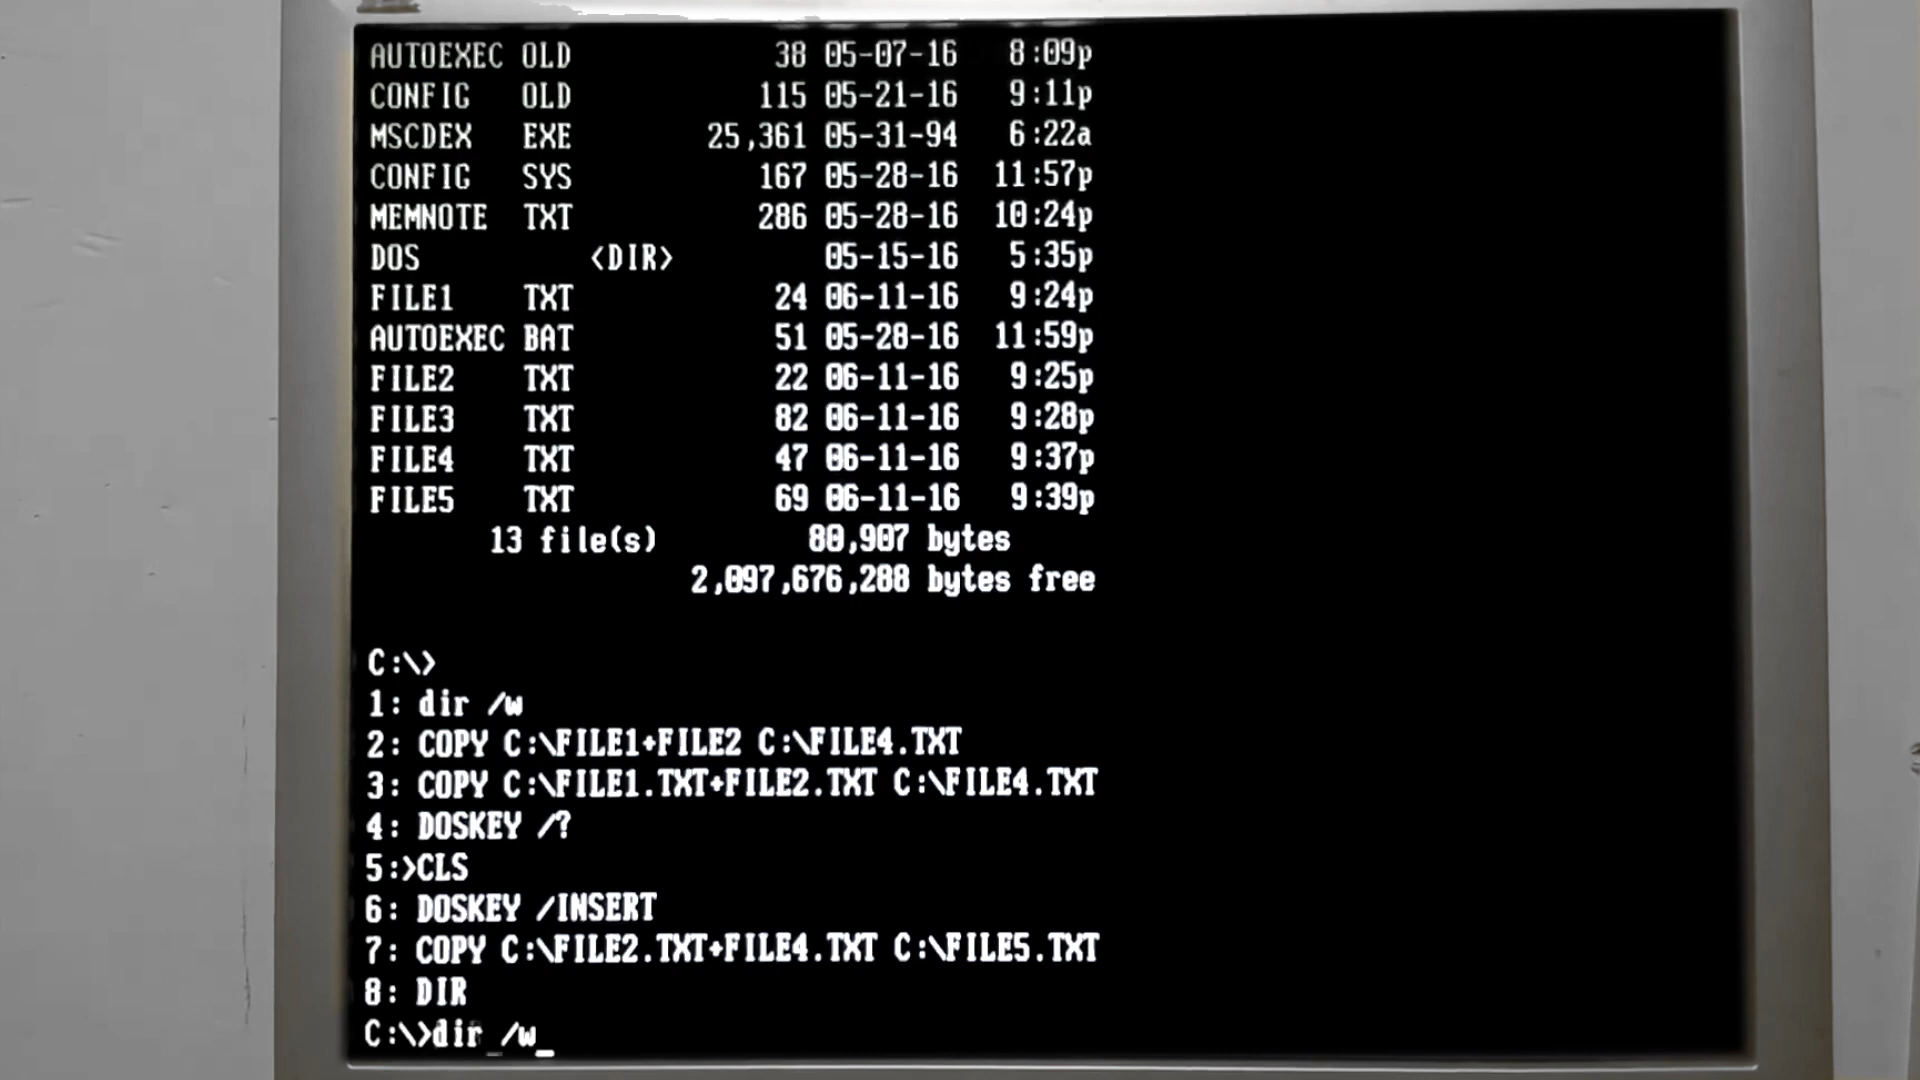 AUTOEXEC OLD 38 05-07-16 8:09p
CONFIG OLD 115 05-21-16 9:11p
MSCDEX EXE 25,361 05-31-94 6:22a
CONFIG SYS 167 05-28-16 11:57p
MEMNOTE TXT 286 05-28-16 10:24p
DOS <DIR> 05-15-16 5:35p
FILE1 TXT 24 06-11-16 9:24p
AUTOEXEC BAT 51 05-28-16 11:59p
FILE2 TXT 22 06-11-16 9:25p
FILE3 TXT 82 06-11-16 9:28p
FILE4 TXT 47 06-11-16 9:37p
FILE5 TXT 69 06-11-16 9:39p
13 file(s) 80,907 bytes
2,097,676,288 bytes free
C:\>
1: dir /w
2: COPY C:\FILE1+FILE2 C:\FILE4.TXT
3: COPY C:\FILE1.TXT+FILE2.TXT C:\FILE4.TXT
4: DOSKEY /?
5:>CLS
6: DOSKEY /INSERT
7: COPY C:\FILE2.TXT+FILE4.TXT C:\FILE5.TXT
8: DIR
C:\>dir /w_